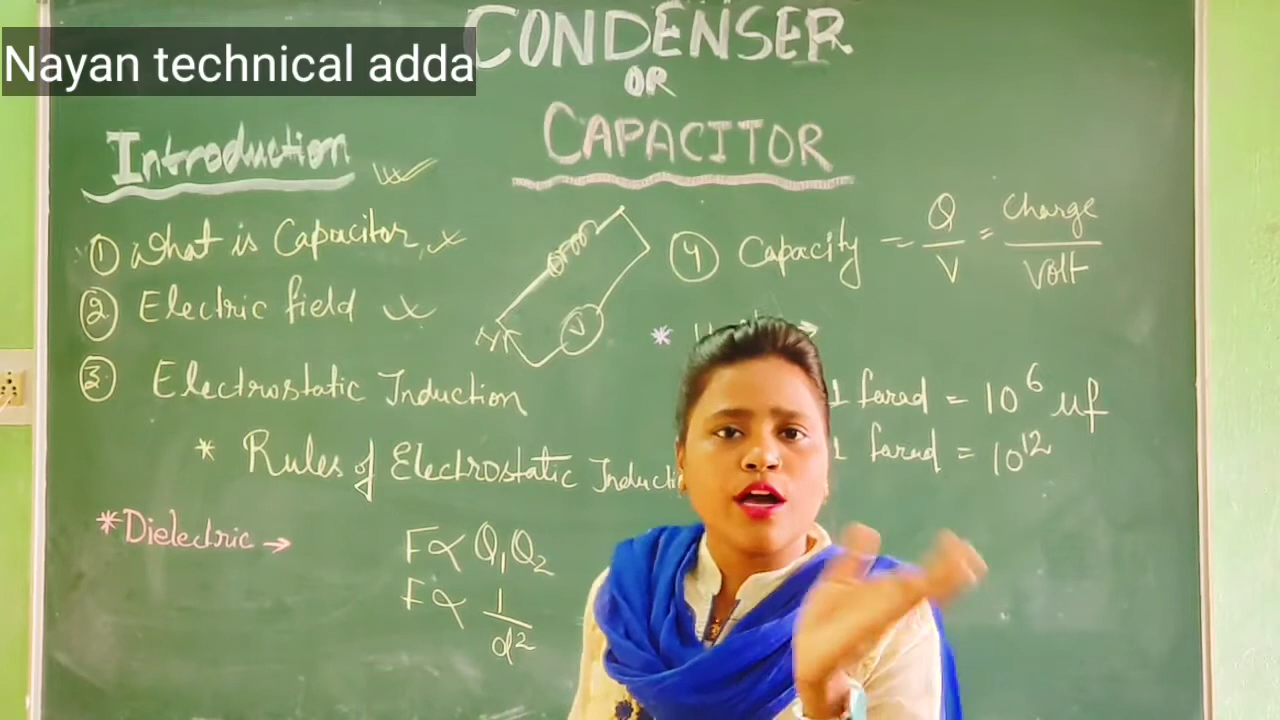 Nayan technical adda
CONDENSER
OR
CAPACITOR
Introduction
① What is Capacitor
② Electric field
③ Electrostatic Induction
* Rules of Electrostatic Inducti
* Dielectric →
F ∝ Q₁Q₂
F ∝ 1/d²
V
④ Capacity = Q/V = Charge/Volt
*
1 farad = 10⁶ µf
1 farad = 10¹²